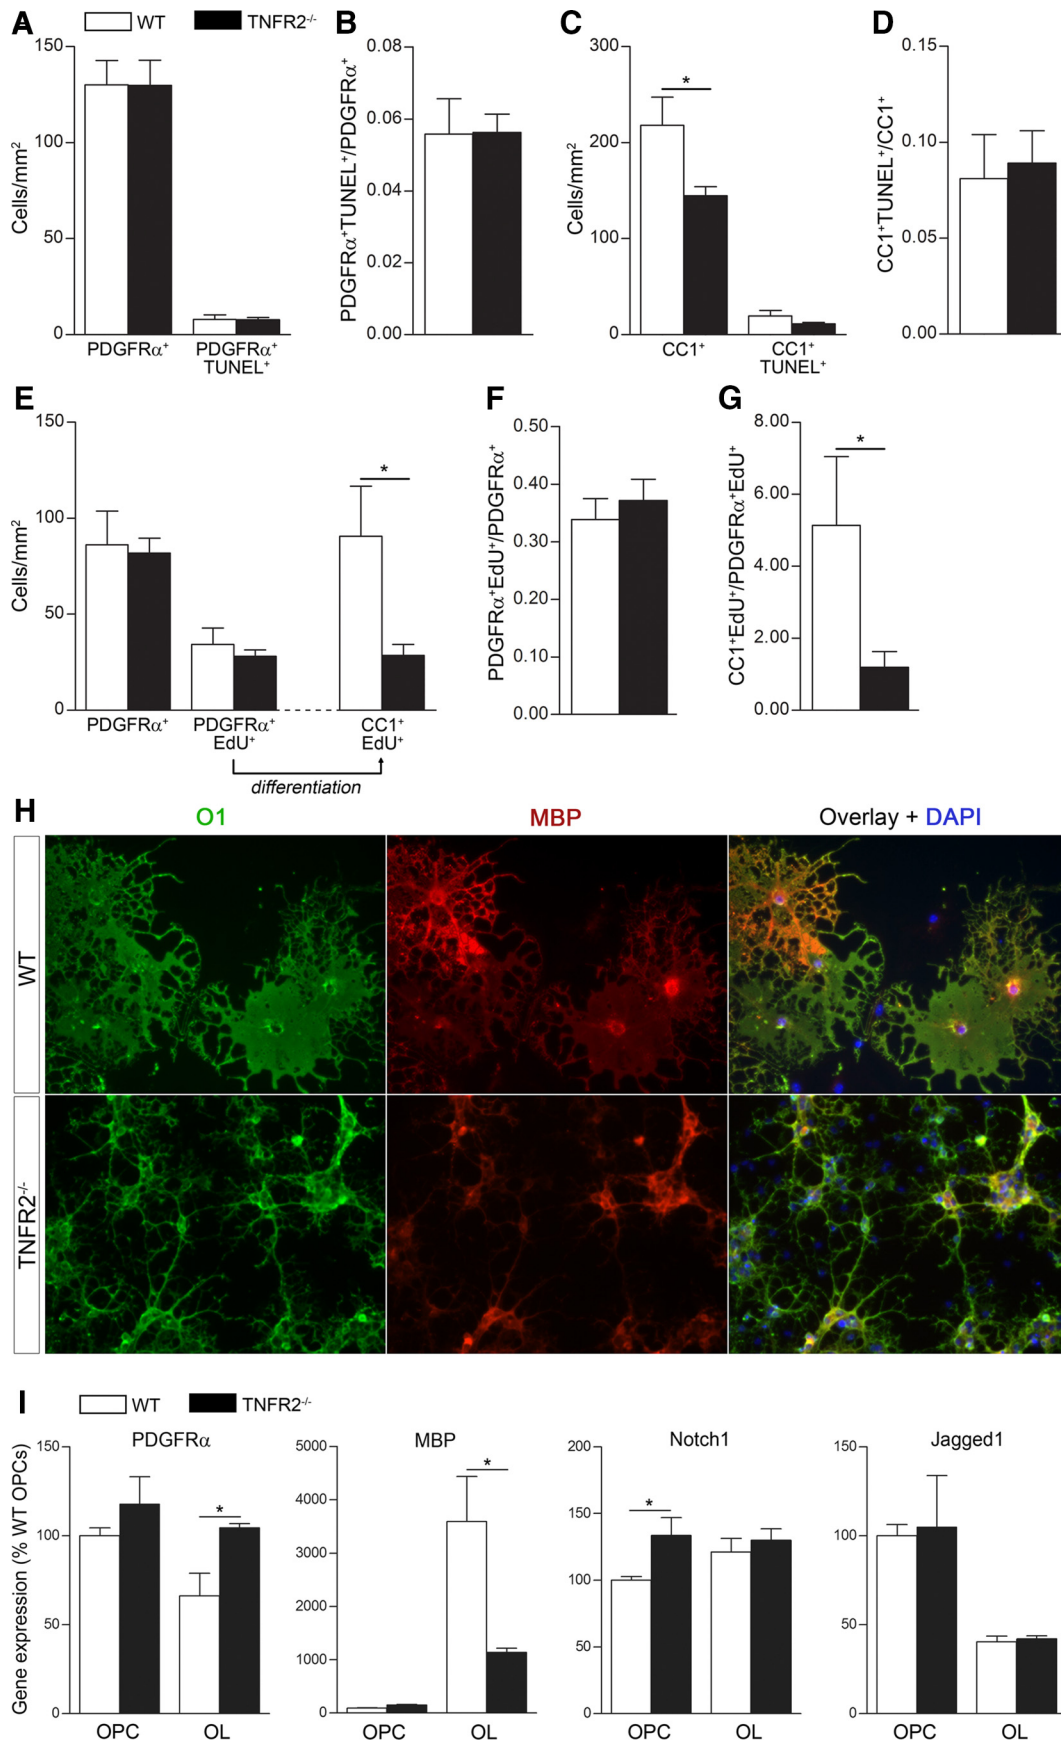 A
WT
TNFR2-/-
150
100
50
0
Cells/mm2
PDGFRα+
PDGFRα+
TUNEL+
B
0.08
0.06
0.04
0.02
0.00
PDGFRα+TUNEL+/PDGFRα+
C
300
200
100
0
Cells/mm2
*
CC1+
CC1+
TUNEL+
D
0.15
0.10
0.05
0.00
CC1+TUNEL+/CC1+
E
150
100
50
0
Cells/mm2
*
PDGFRα+
PDGFRα+
EdU+
CC1+
EdU+
differentiation
F
0.50
0.40
0.30
0.20
0.10
0.00
PDGFRα+EdU+/PDGFRα+
G
8.00
6.00
4.00
2.00
0.00
CC1+EdU+/PDGFRα+EdU+
*
H
O1
MBP
Overlay + DAPI
WT
TNFR2-/-
I
WT
TNFR2-/-
Gene expression (% WT OPCs)
PDGFRα
150
100
50
0
*
OPC
OL
MBP
5000
4000
3000
2000
1000
0
*
OPC
OL
Notch1
200
150
100
50
0
*
OPC
OL
Jagged1
150
100
50
0
OPC
OL